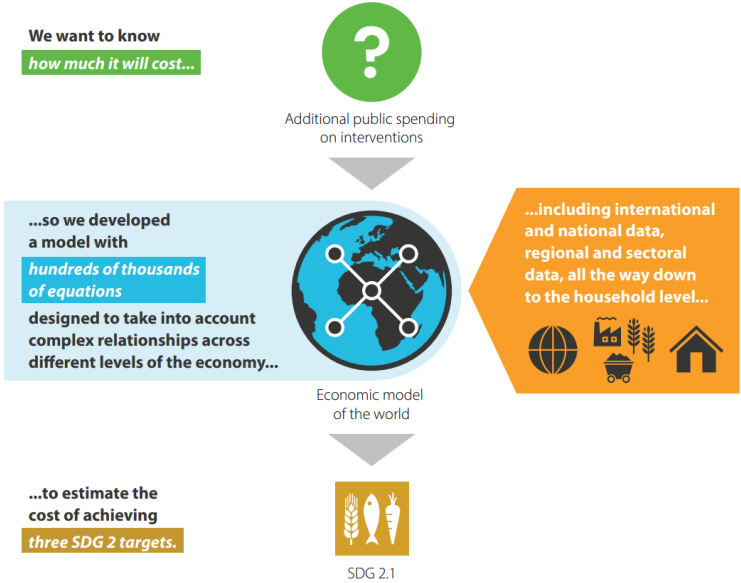 We want to know
how much it will cost...
?
Additional public spending
on interventions
...so we developed
a model with
hundreds of thousands
of equations
designed to take into account
complex relationships across
different levels of the economy...
Economic model
of the world
...including international
and national data,
regional and sectoral
data, all the way down
to the household level...
...to estimate the
cost of achieving
three SDG 2 targets.
SDG 2.1